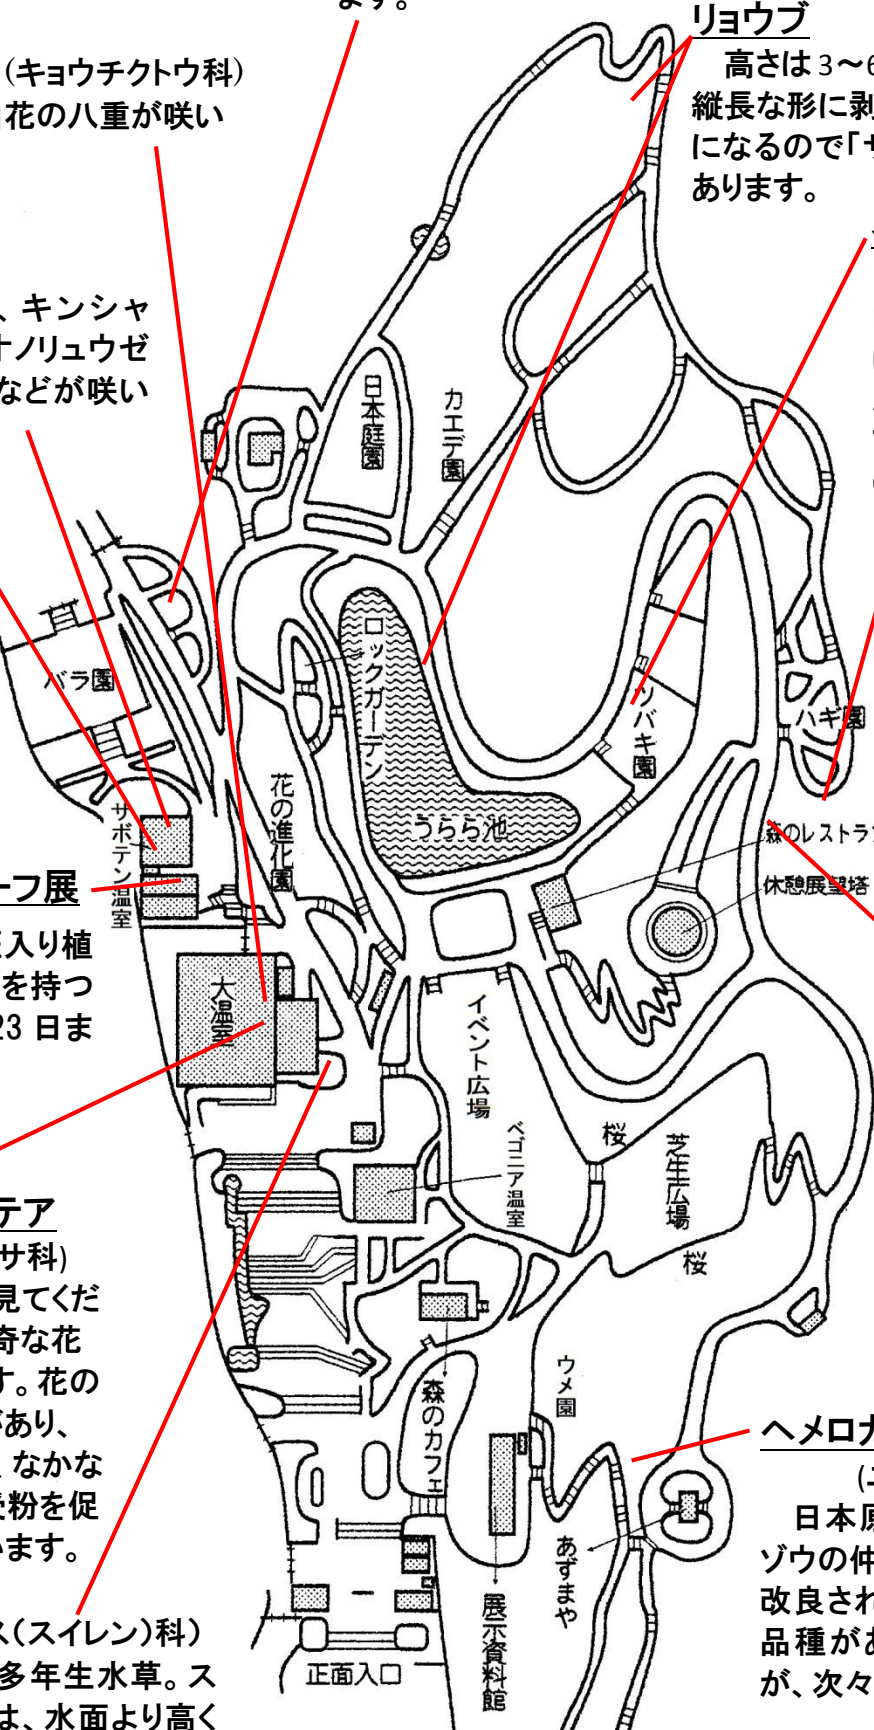 ます。
リョウブ
高さは3～6
縦長な形に剥
になるので「サ
あります。
(キョウチクトウ科)
花の八重が咲い
、キンシャ
オノリュウゼ
などが咲い
日本庭園
カエデ園
バラ園
ロックガーデン
ツバキ園
ハギ園
うらら池
花の進化園
サボテン温室
森のレストラン
休憩展望塔
ーフ展
入り植
を持つ
23日ま
大温室
イベント広場
ベゴニア温室
桜
芝生広場
桜
テア
サ科)
見てくだ
奇な花
す。花の
があり、
、なかな
受粉を促
います。
森のカフェ
ウメ園
ヘメロカ
日本原
ゾウの仲
改良され
品種があ
が、次々
あずまや
展示資料館
正面入口
ス(スイレン)科)
多年生水草。ス
は、水面より高く